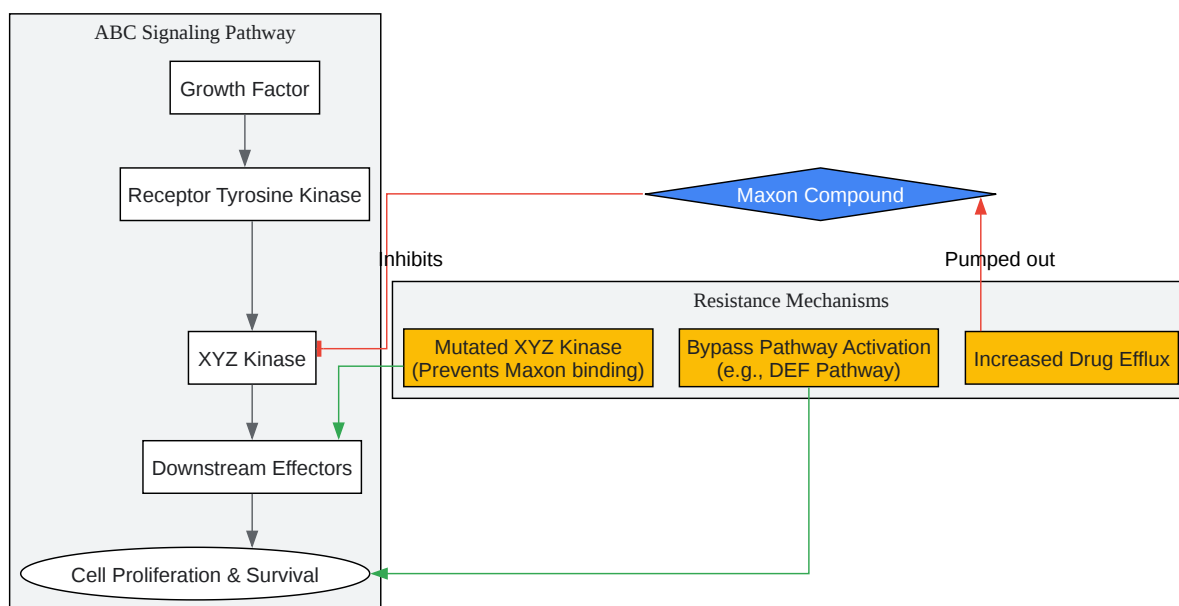 ABC Signaling Pathway
Growth Factor
Receptor Tyrosine Kinase
Maxon Compound
Inhibits
Pumped out
Resistance Mechanisms
XYZ Kinase
Mutated XYZ Kinase
(Prevents Maxon binding)
Bypass Pathway Activation
(e.g., DEF Pathway)
Increased Drug Efflux
Downstream Effectors
Cell Proliferation & Survival